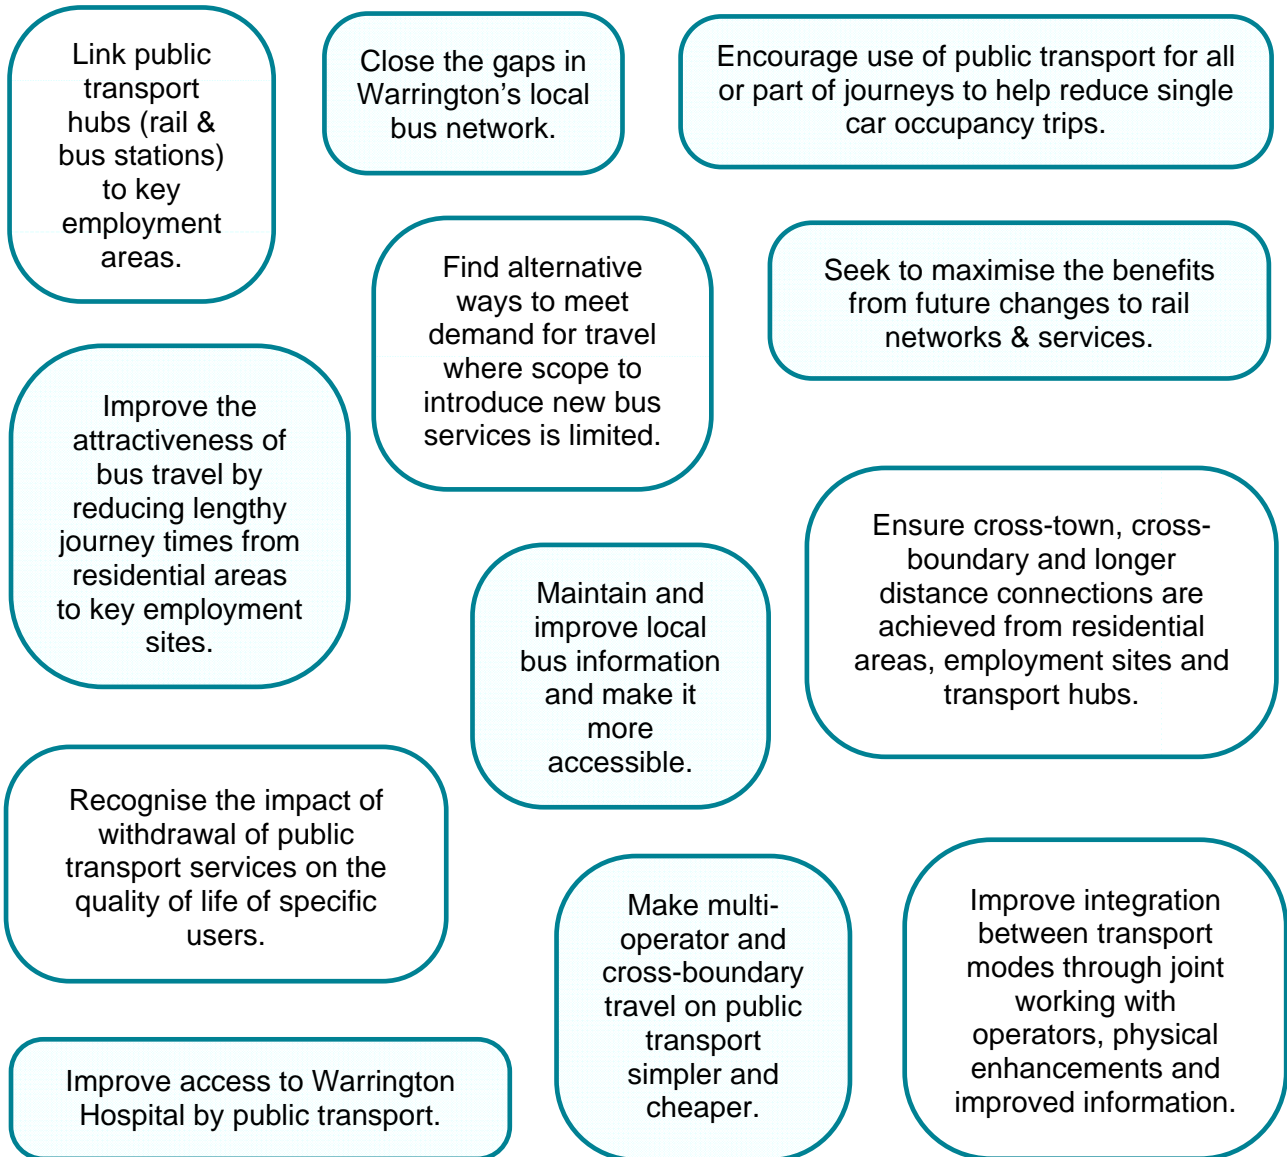 Link public
transport
hubs (rail &
bus stations)
to key
employment
areas.
Close the gaps in
Warrington's local
bus network.
Encourage use of public transport for all
or part of journeys to help reduce single
car occupancy trips.
Find alternative
ways to meet
demand for travel
where scope to
introduce new bus
services is limited.
Seek to maximise the benefits
from future changes to rail
networks & services.
Improve the
attractiveness of
bus travel by
reducing lengthy
journey times from
residential areas
to key employment
sites.
Maintain and
improve local
bus information
and make it
more
accessible.
Ensure cross-town, cross-
boundary and longer
distance connections are
achieved from residential
areas, employment sites and
transport hubs.
Recognise the impact of
withdrawal of public
transport services on the
quality of life of specific
users.
Make multi-
operator and
cross-boundary
travel on public
transport
simpler and
cheaper.
Improve integration
between transport
modes through joint
working with
operators, physical
enhancements and
improved information.
Improve access to Warrington
Hospital by public transport.